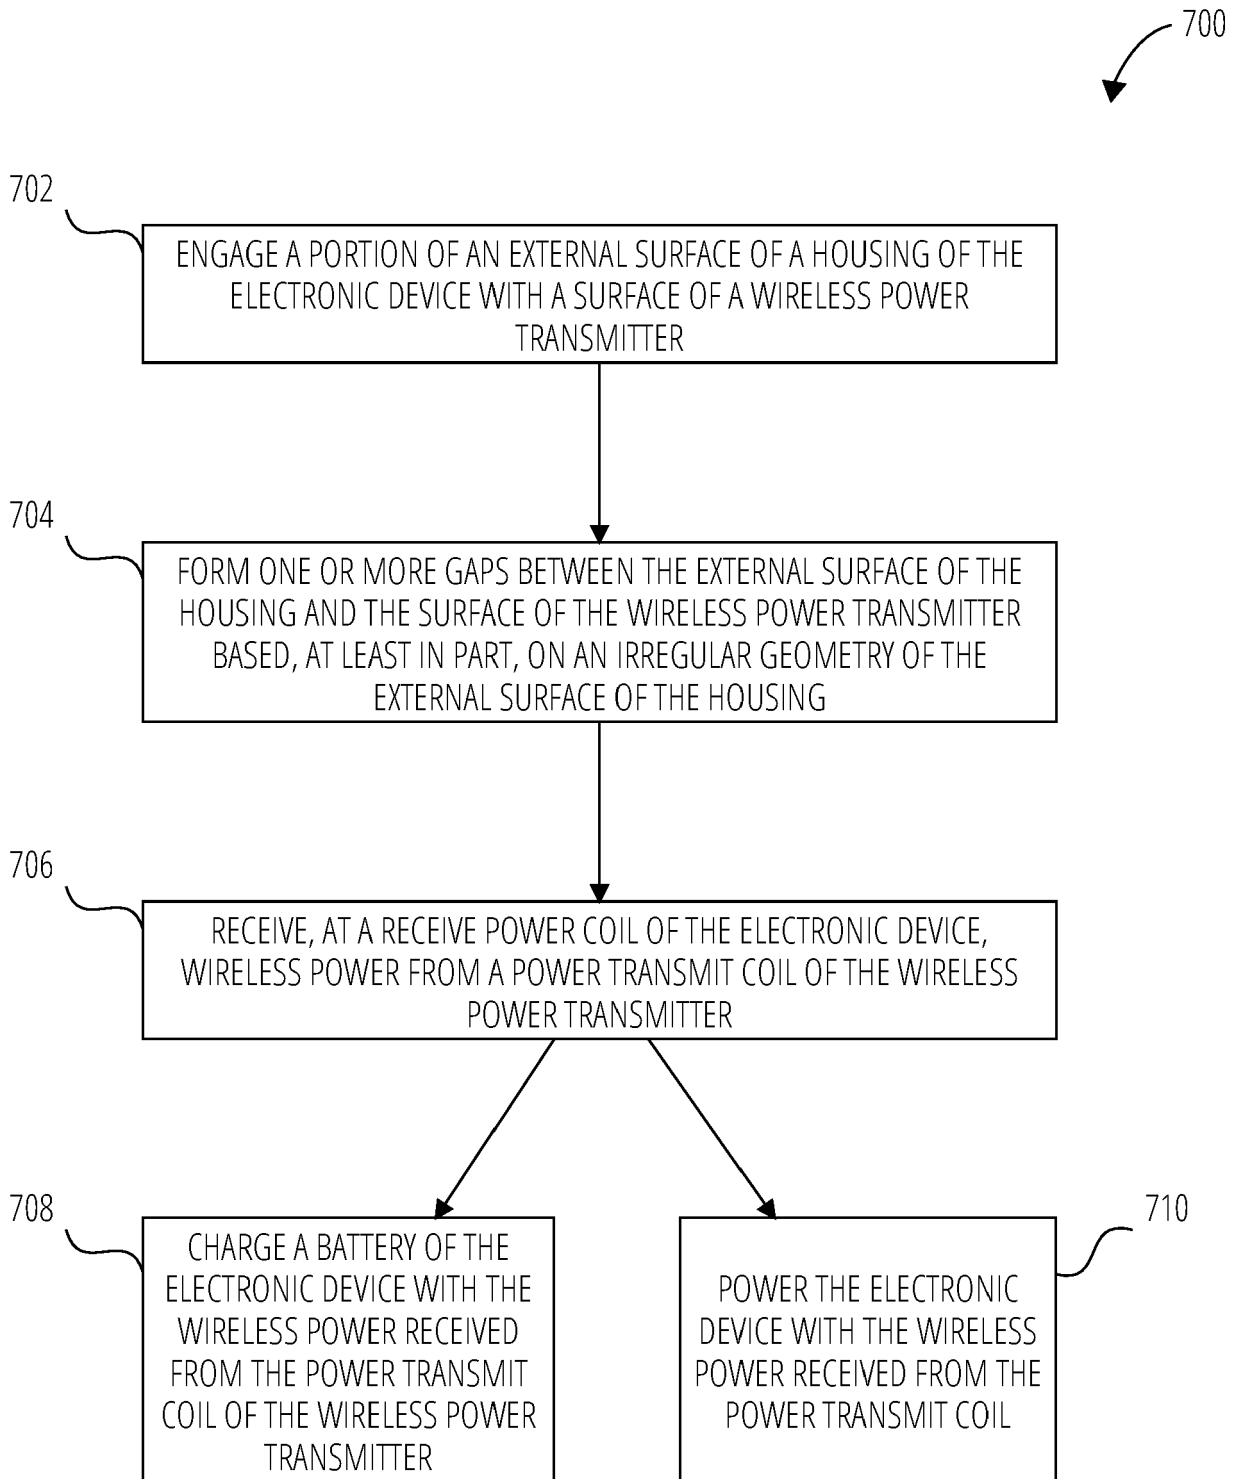 700
702
ENGAGE A PORTION OF AN EXTERNAL SURFACE OF A HOUSING OF THE
ELECTRONIC DEVICE WITH A SURFACE OF A WIRELESS POWER
TRANSMITTER
704
FORM ONE OR MORE GAPS BETWEEN THE EXTERNAL SURFACE OF THE
HOUSING AND THE SURFACE OF THE WIRELESS POWER TRANSMITTER
BASED, AT LEAST IN PART, ON AN IRREGULAR GEOMETRY OF THE
EXTERNAL SURFACE OF THE HOUSING
706
RECEIVE, AT A RECEIVE POWER COIL OF THE ELECTRONIC DEVICE,
WIRELESS POWER FROM A POWER TRANSMIT COIL OF THE WIRELESS
POWER TRANSMITTER
708
CHARGE A BATTERY OF THE
ELECTRONIC DEVICE WITH THE
WIRELESS POWER RECEIVED
FROM THE POWER TRANSMIT
COIL OF THE WIRELESS POWER
TRANSMITTER
710
POWER THE ELECTRONIC
DEVICE WITH THE WIRELESS
POWER RECEIVED FROM THE
POWER TRANSMIT COIL